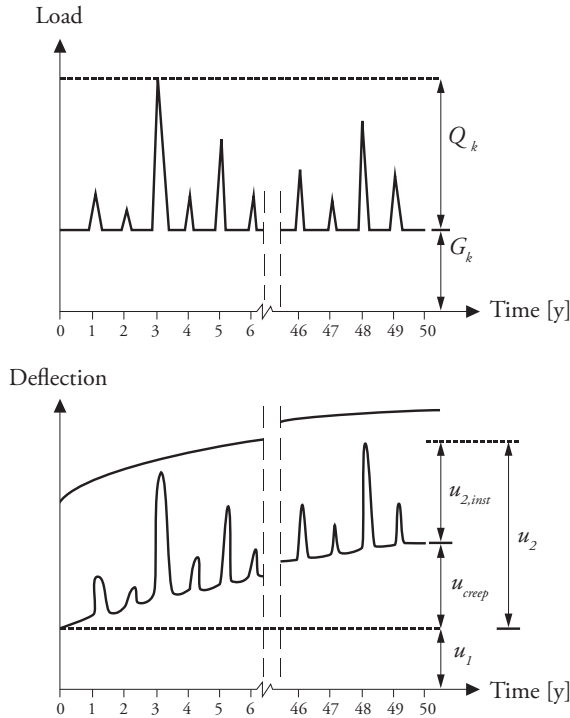 Load
Q_k
G_k
Time [y]
0 1 2 3 4 5 6 46 47 48 49 50
Deflection
u_2,inst
u_2
u_creep
u_1
Time [y]
0 1 2 3 4 5 6 46 47 48 49 50